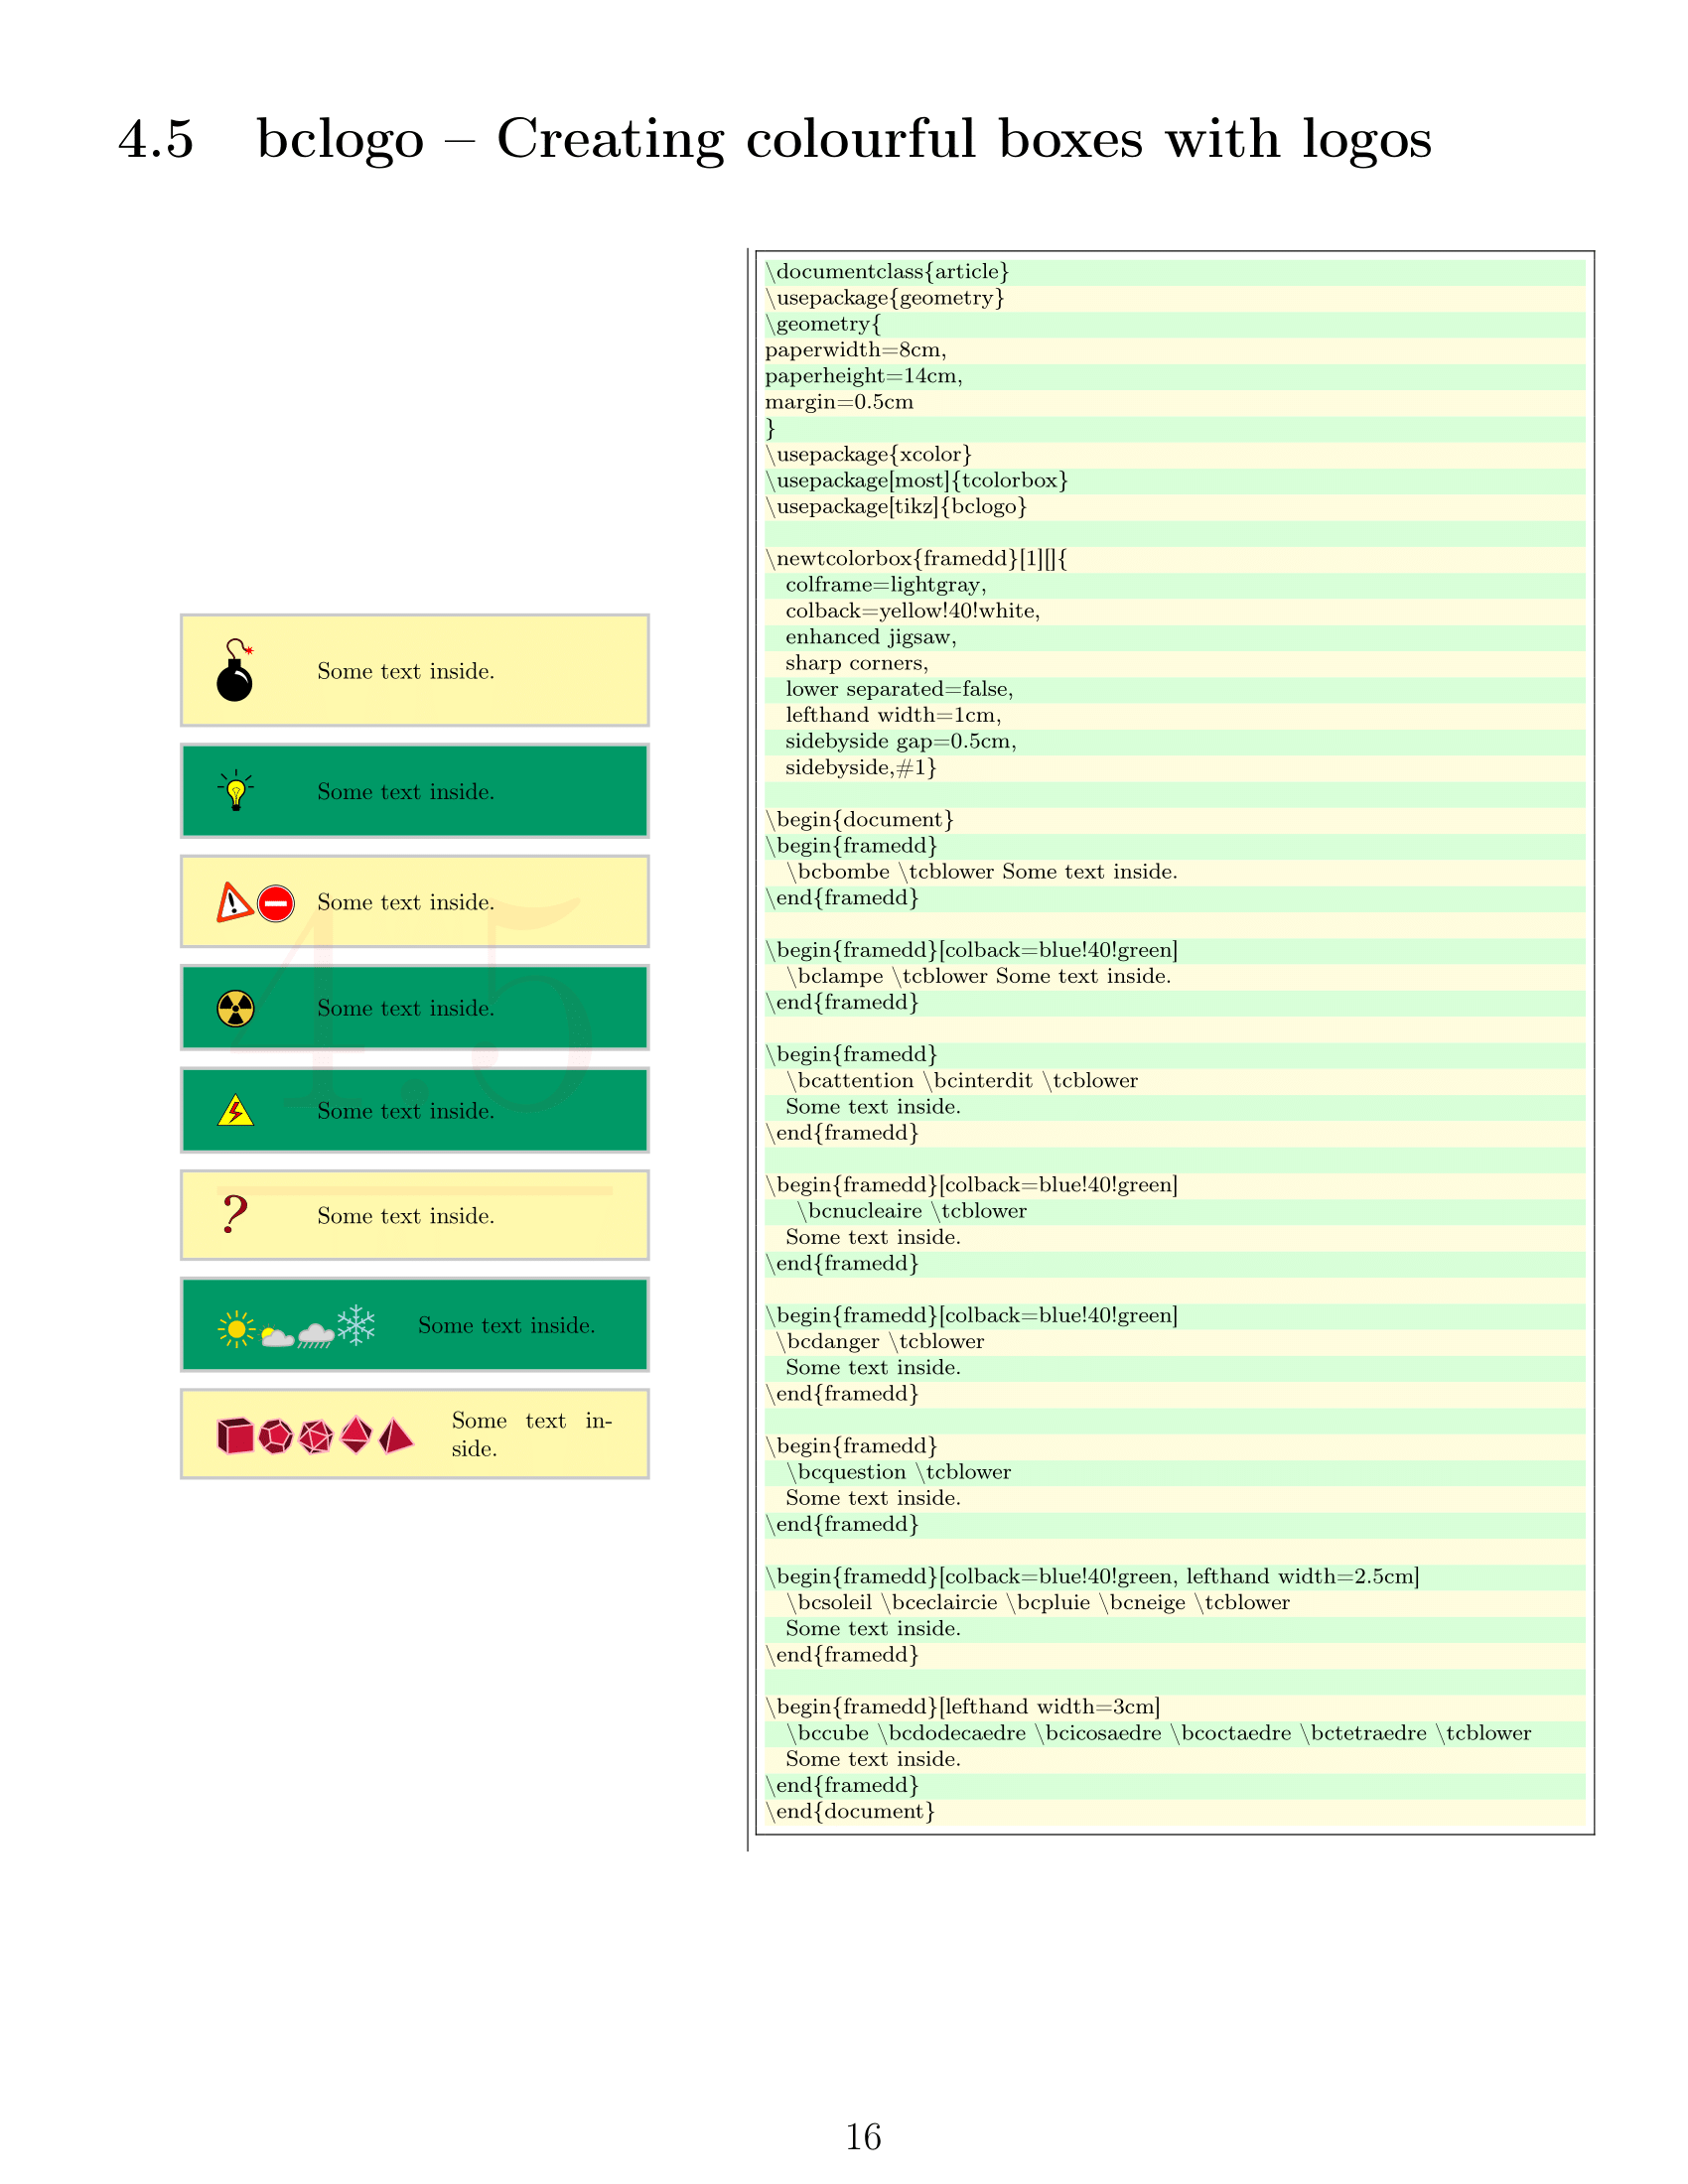 4.5 bclogo – Creating colourful boxes with logos
Some text inside.
Some text inside.
Some text inside.
Some text inside.
Some text inside.
Some text inside.
Some text inside.
Some text in-
side.
4.5
\documentclass{article}
\usepackage{geometry}
\geometry{
paperwidth=8cm,
paperheight=14cm,
margin=0.5cm
}
\usepackage{xcolor}
\usepackage[most]{tcolorbox}
\usepackage[tikz]{bclogo}
\newtcolorbox{framedd}[1][]{
colframe=lightgray,
colback=yellow!40!white,
enhanced jigsaw,
sharp corners,
lower separated=false,
lefthand width=1cm,
sidebyside gap=0.5cm,
sidebyside,#1}
\begin{document}
\begin{framedd}
\bcbombe \tcblower Some text inside.
\end{framedd}
\begin{framedd}[colback=blue!40!green]
\bclampe \tcblower Some text inside.
\end{framedd}
\begin{framedd}
\bcattention \bcinterdit \tcblower
Some text inside.
\end{framedd}
\begin{framedd}[colback=blue!40!green]
\bcnucleaire \tcblower
Some text inside.
\end{framedd}
\begin{framedd}[colback=blue!40!green]
\bcdanger \tcblower
Some text inside.
\end{framedd}
\begin{framedd}
\bcquestion \tcblower
Some text inside.
\end{framedd}
\begin{framedd}[colback=blue!40!green, lefthand width=2.5cm]
\bcsoleil \bceclaircie \bcpluie \bcneige \tcblower
Some text inside.
\end{framedd}
\begin{framedd}[lefthand width=3cm]
\bccube \bcdodecaedre \bcicosaedre \bcoctaedre \bctetraedre \tcblower
Some text inside.
\end{framedd}
\end{document}
16